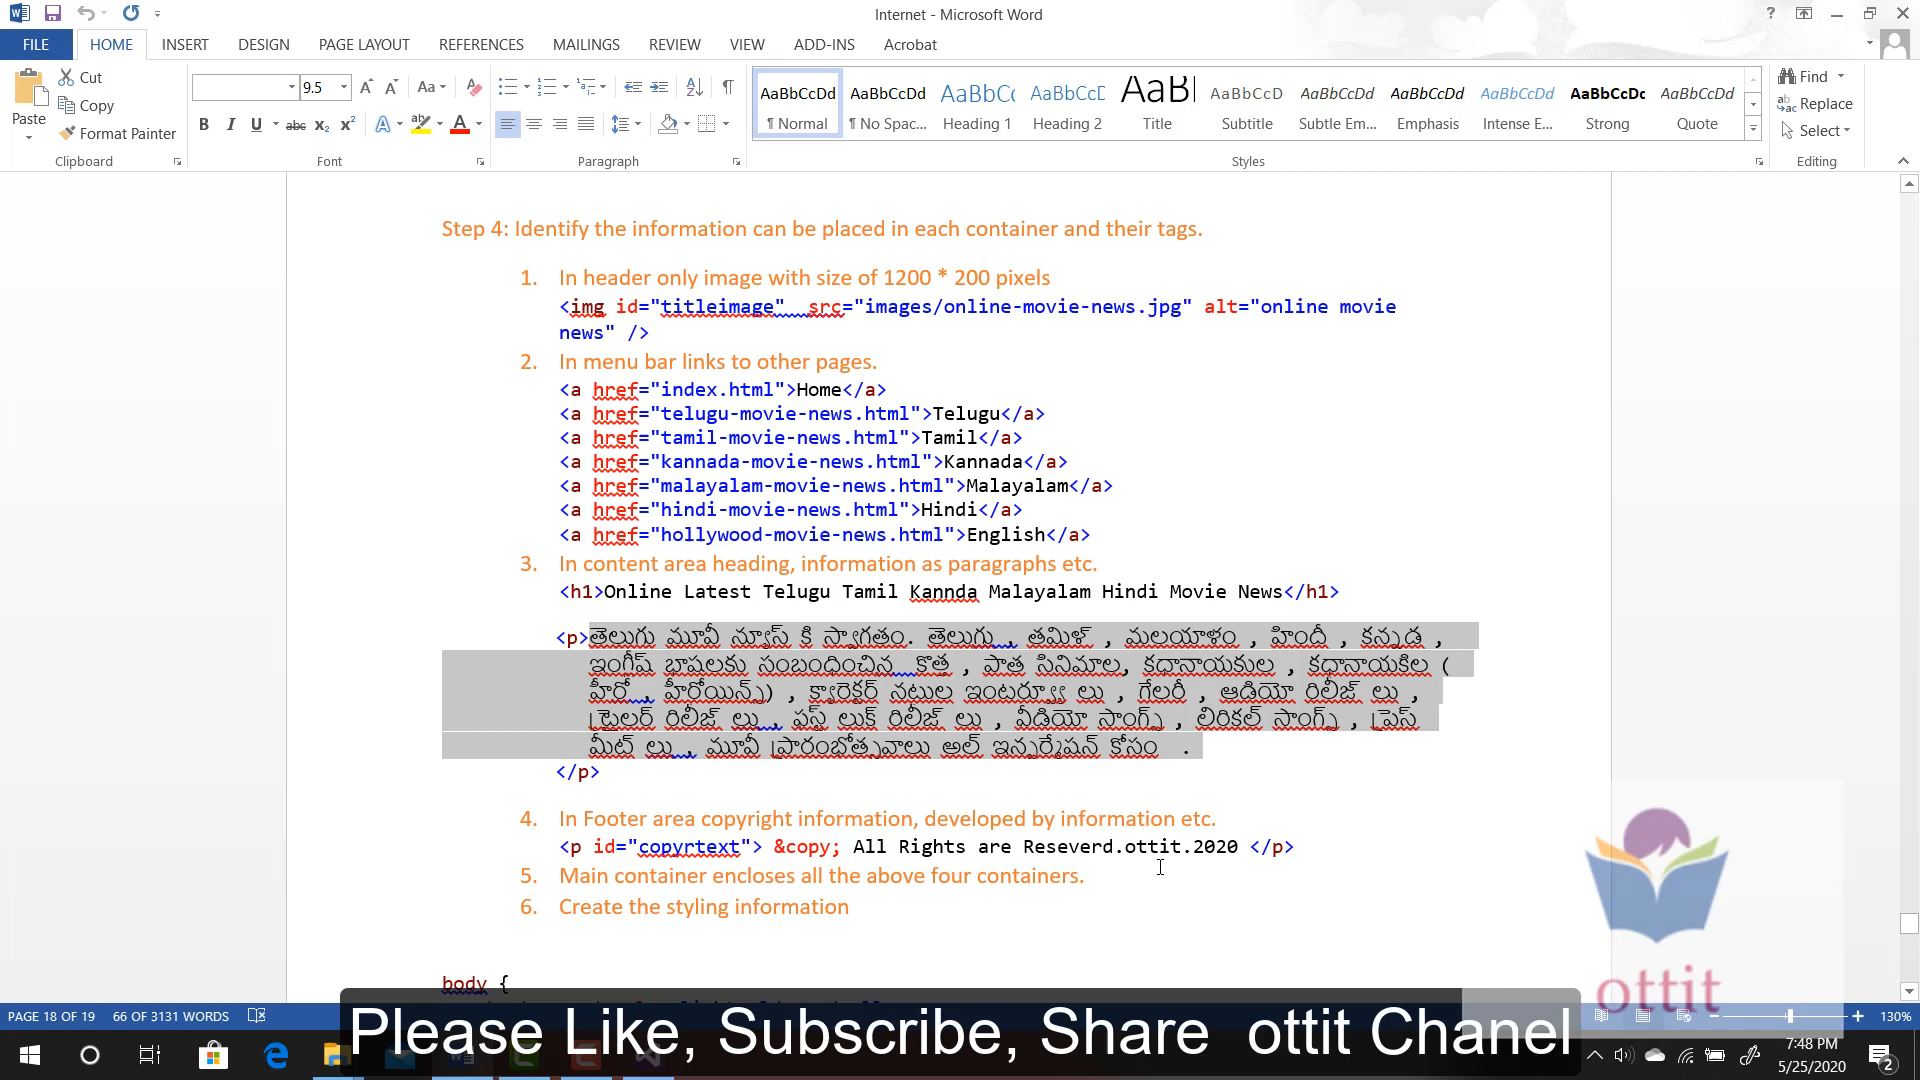 Internet - Microsoft Word
FILE HOME INSERT DESIGN PAGE LAYOUT REFERENCES MAILINGS REVIEW VIEW ADD-INS Acrobat
Paste
Cut
Copy
Format Painter
9.5
AaBbCcDd AaBbCcDd AaBbCc AaBbCcD AaBI AaBbCcD AaBbCcDd AaBbCcDd AaBbCcDd AaBbCcDc AaBbCcDd
¶ Normal ¶ No Spac... Heading 1 Heading 2 Title Subtitle Subtle Em... Emphasis Intense E... Strong Quote
Find
Replace
Select
Clipboard Font Paragraph Styles Editing
Step 4: Identify the information can be placed in each container and their tags.
1. In header only image with size of 1200 * 200 pixels
<img id="titleimage" src="images/online-movie-news.jpg" alt="online movie
news" />
2. In menu bar links to other pages.
<a href="index.html">Home</a>
<a href="telugu-movie-news.html">Telugu</a>
<a href="tamil-movie-news.html">Tamil</a>
<a href="kannada-movie-news.html">Kannada</a>
<a href="malayalam-movie-news.html">Malayalam</a>
<a href="hindi-movie-news.html">Hindi</a>
<a href="hollywood-movie-news.html">English</a>
3. In content area heading, information as paragraphs etc.
<h1>Online Latest Telugu Tamil Kannda Malayalam Hindi Movie News</h1>
<p>తెలుగు మూవీ న్యూస్ కి స్వాగతం. తెలుగు , తమిళ్ , మలయాళం , హిందీ , కన్నడ ,
ఇంగ్లీష్ భాషలకు సంబంధించిన కొత్త , పాత సినిమాల, కధానాయకుల , కధానాయకిల (
హీరో , హీరోయిన్స్) , క్యారెక్టర్ నటుల ఇంటర్వ్యూ లు , గేలరీ , ఆడియో రిలీజ్ లు ,
ట్రైలర్ రిలీజ్ లు , ఫస్ట్ లుక్ రిలీజ్ లు , వీడియో సాంగ్స్ , లిరికల్ సాంగ్స్ , ప్రెస్
మీట్ లు , మూవీ ప్రారంభోత్సవాలు అల్ ఇన్ఫర్మేషన్ కోసం .
</p>
4. In Footer area copyright information, developed by information etc.
<p id="copyrtext"> &copy; All Rights are Reseverd.ottit.2020 </p>
5. Main container encloses all the above four containers.
6. Create the styling information
body {
ottit
PAGE 18 OF 19 66 OF 3131 WORDS
130%
Please Like, Subscribe, Share ottit Chanel
7:48 PM
5/25/2020
2